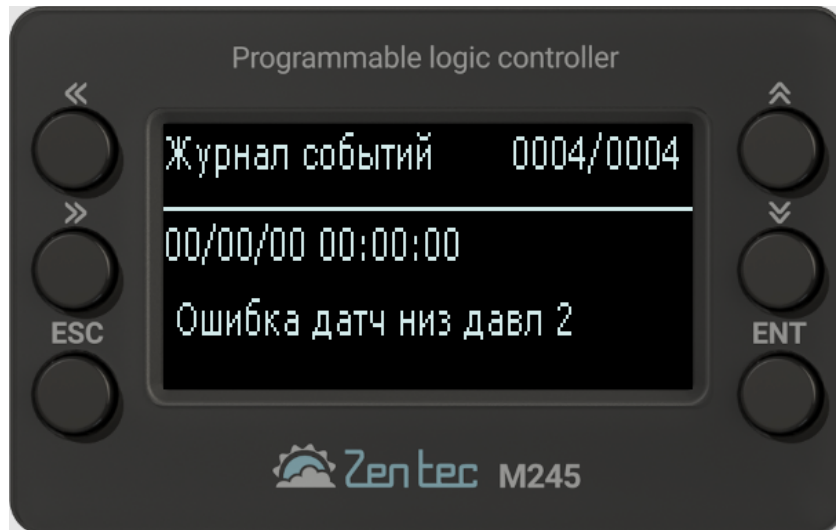 Programmable logic controller
«
Журнал событий 0004/0004
»
00/00/00 00:00:00
ESC
Ошибка датч низ давл 2
ENT
Zentec M245